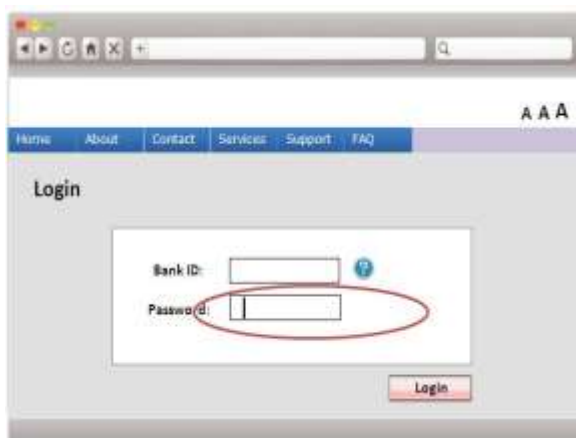 A A A
Home About Contact Services Support FAQ
Login
Bank ID: ?
Password:
Login